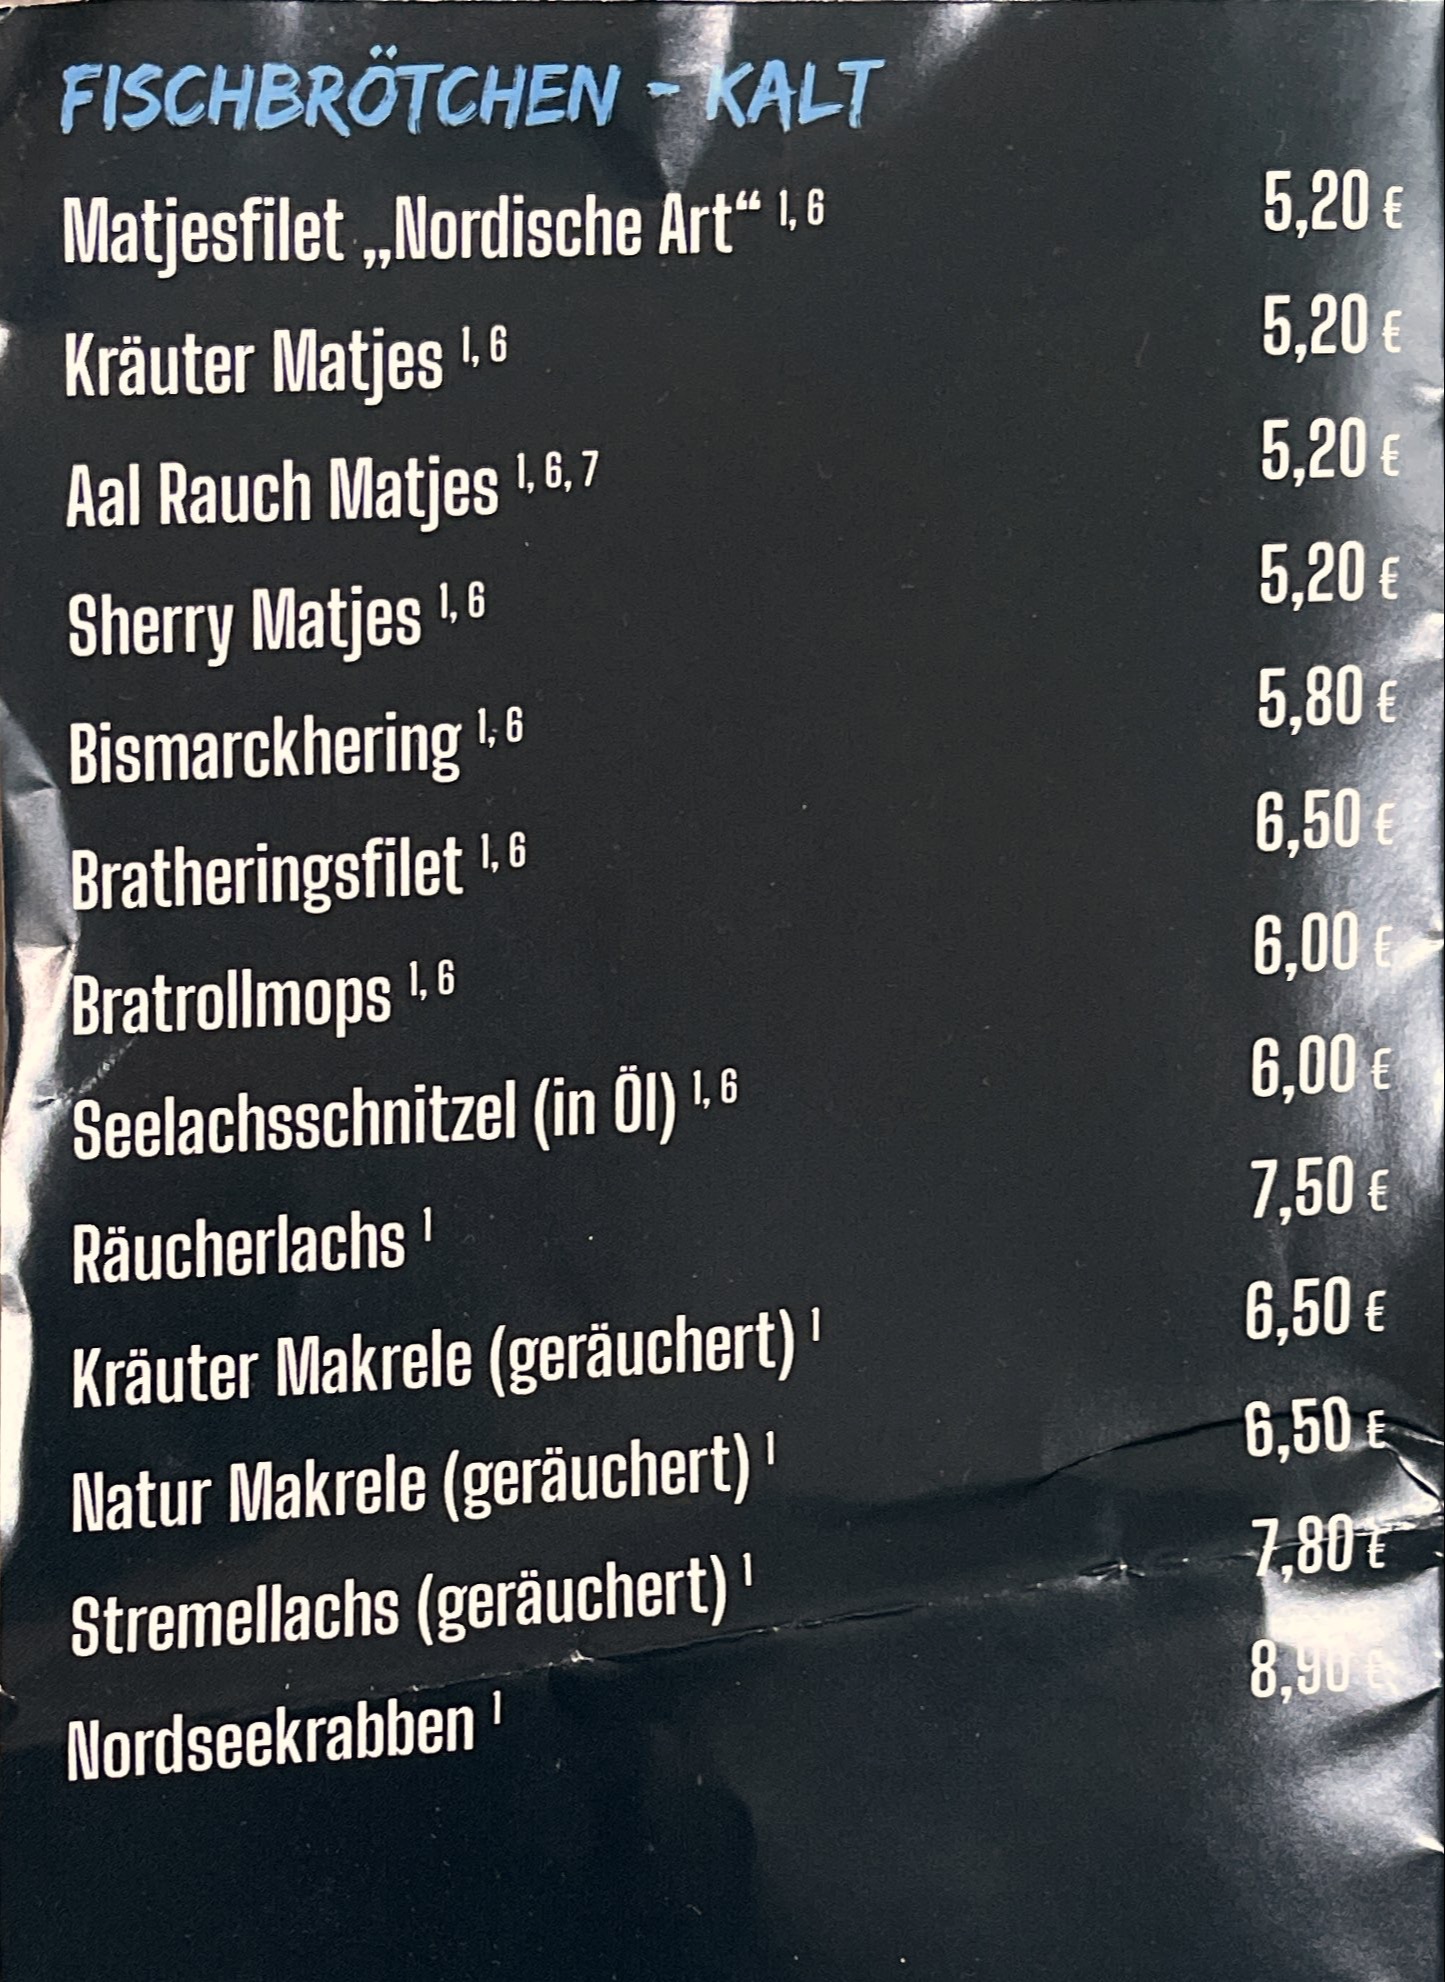 FISCHBRÖTCHEN - KALT
Matjesfilet „Nordische Art“ 1, 6 5,20 €
Kräuter Matjes 1, 6 5,20 €
Aal Rauch Matjes 1, 6, 7 5,20 €
Sherry Matjes 1, 6 5,20 €
Bismarckhering 1, 6 5,80 €
Bratheringsfilet 1, 6 6,50 €
Bratrollmops 1, 6 6,00 €
Seelachsschnitzel (in Öl) 1, 6 6,00 €
Räucherlachs 1 7,50 €
Kräuter Makrele (geräuchert) 1 6,50 €
Natur Makrele (geräuchert) 1 6,50 €
Stremellachs (geräuchert) 1 7,80 €
Nordseekrabben 1 8,90 €